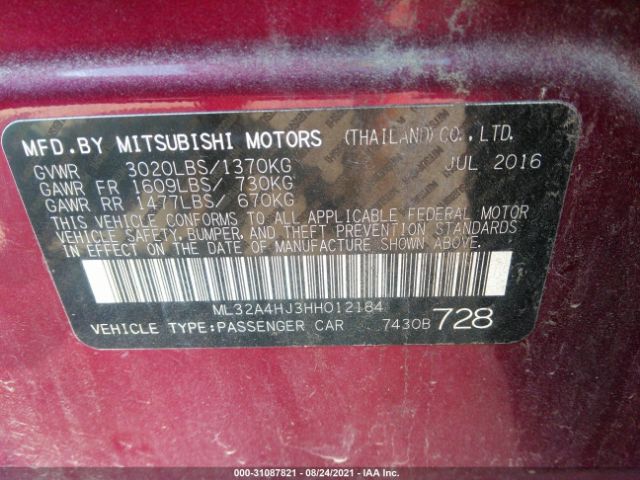 MFD.BY MITSUBISHI MOTORS (THAILAND) CO.,LTD.
GVWR 3020LBS/1370KG JUL 2016
GAWR FR 1609LBS/ 730KG
GAWR RR 1477LBS/ 670KG
THIS VEHICLE CONFORMS TO ALL APPLICABLE FEDERAL MOTOR
VEHICLE SAFETY,BUMPER,AND THEFT PREVENTION STANDARDS
IN EFFECT ON THE DATE OF MANUFACTURE SHOWN ABOVE.
ML32A4HJ3HH012184
VEHICLE TYPE:PASSENGER CAR 7430B 728
000-31087821 - 08/24/2021 - IAA Inc.